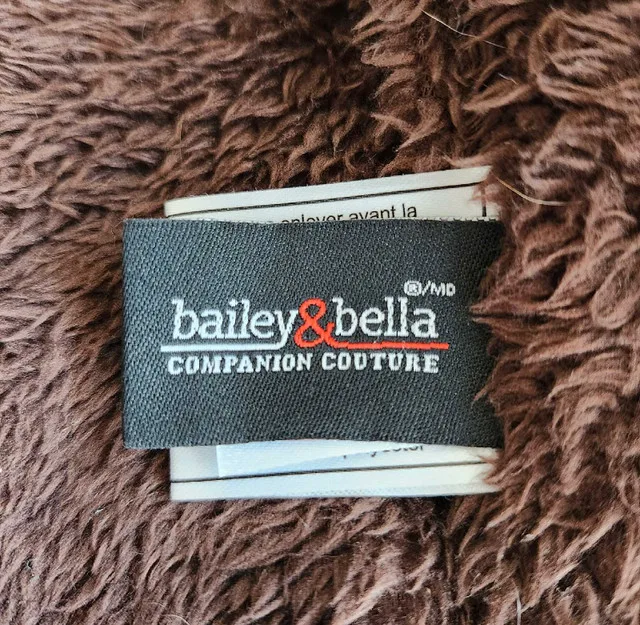 enlever avant la
®/MD
bailey&bella
COMPANION COUTURE